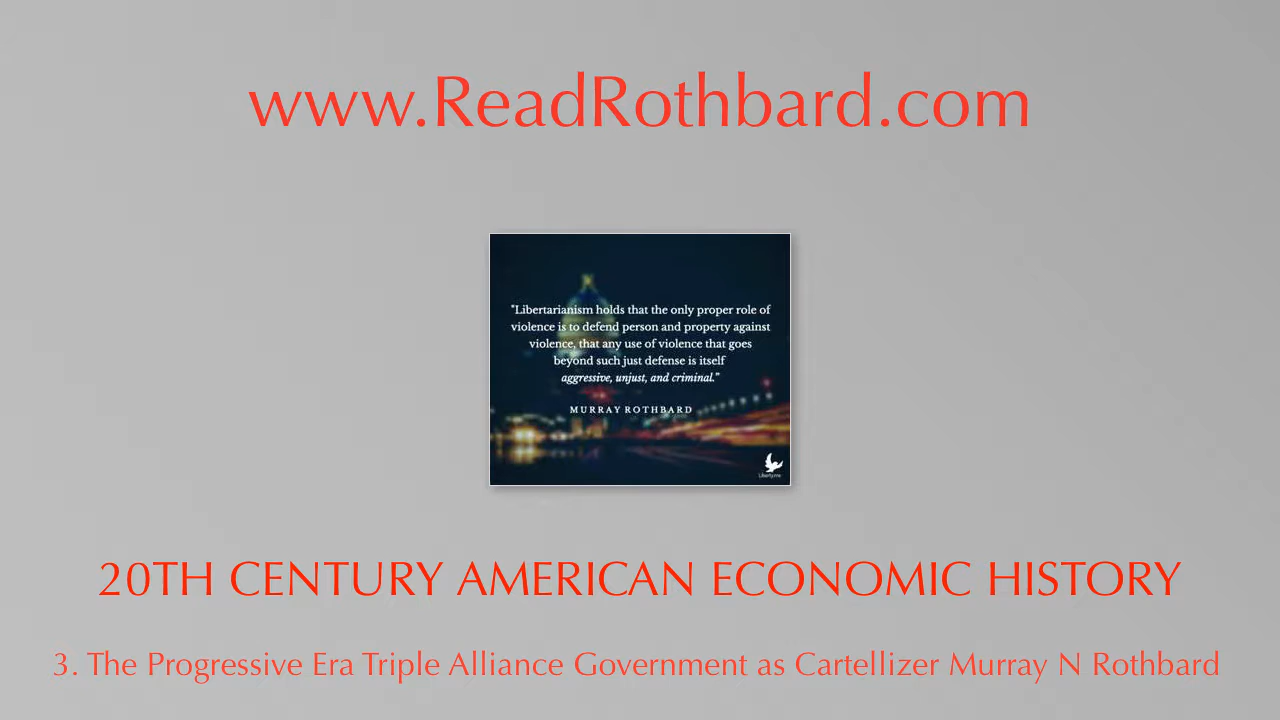 www.ReadRothbard.com
"Libertarianism holds that the only proper role of
violence is to defend person and property against
violence, that any use of violence that goes
beyond such just defense is itself
aggressive, unjust, and criminal."
MURRAY ROTHBARD
Liberty.me
20TH CENTURY AMERICAN ECONOMIC HISTORY
3. The Progressive Era Triple Alliance Government as Cartellizer Murray N Rothbard